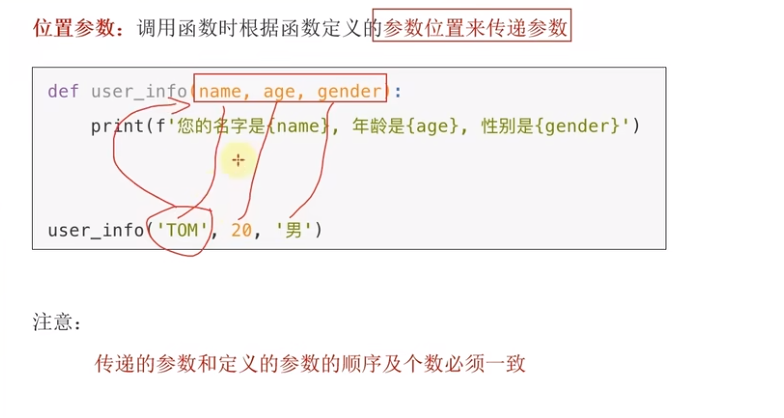 位置参数：调用函数时根据函数定义的参数位置来传递参数
def user_info(name, age, gender):
print(f'您的名字是{name}, 年龄是{age}, 性别是{gender}')
user_info('TOM', 20, '男')
注意：
传递的参数和定义的参数的顺序及个数必须一致